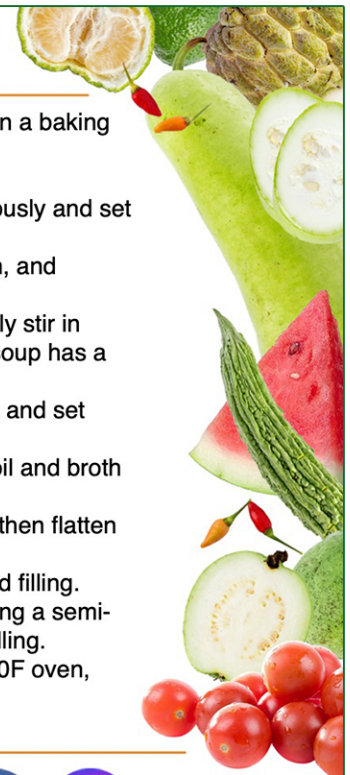 n a baking
ously and set
, and
ly stir in
soup has a
and set
oil and broth
then flatten
d filling.
ng a semi-
lling.
0F oven,